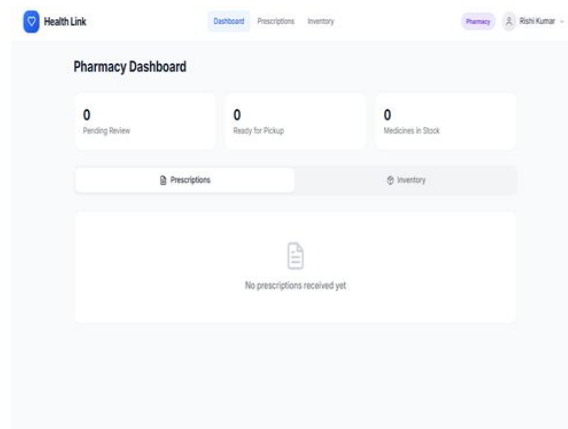 Health Link
Dashboard Prescriptions Inventory
Pharmacy Rishi Kumar
Pharmacy Dashboard
0 0 0
Pending Review Ready for Pickup Medicines in Stock
Prescriptions Inventory
No prescriptions received yet